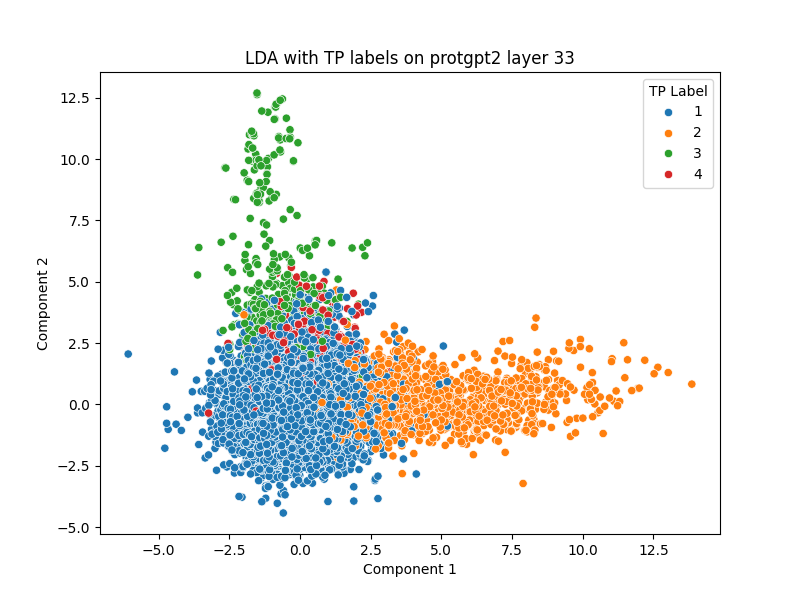 LDA with TP labels on protgpt2 layer 33
TP Label
1
2
3
4
12.5
10.0
7.5
5.0
2.5
0.0
−2.5
−5.0
Component 2
−5.0 −2.5 0.0 2.5 5.0 7.5 10.0 12.5
Component 1